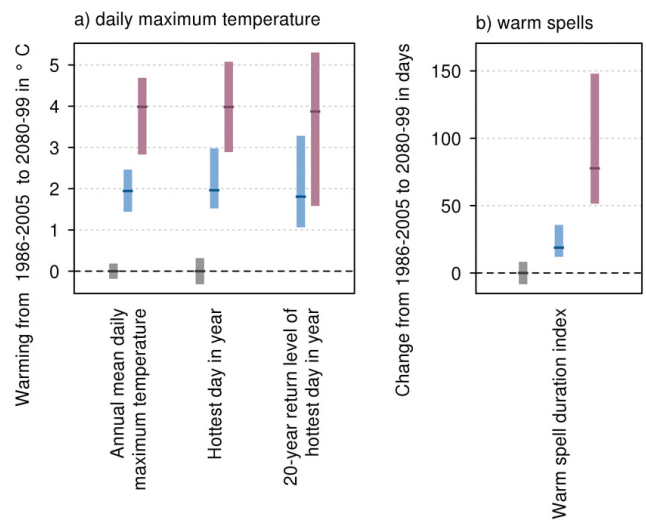 a) daily maximum temperature
Warming from 1986-2005 to 2080-99 in ° C
5
4
3
2
1
0
Annual mean daily
maximum temperature
Hottest day in year
20-year return level of
hottest day in year
b) warm spells
Change from 1986-2005 to 2080-99 in days
150
100
50
0
Warm spell duration index